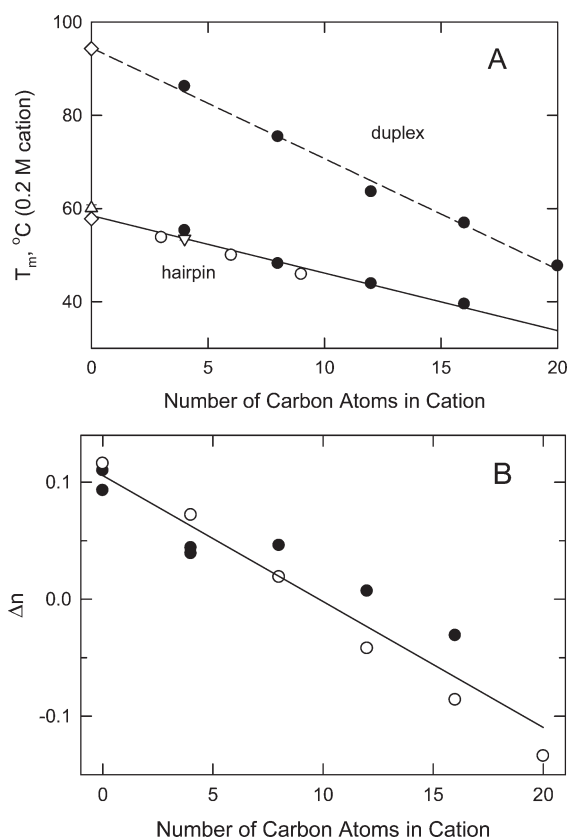 A
100
80
60
40
T_m, °C (0.2 M cation)
duplex
hairpin
0 5 10 15 20
Number of Carbon Atoms in Cation
B
0.1
0.0
-0.1
Δn
0 5 10 15 20
Number of Carbon Atoms in Cation